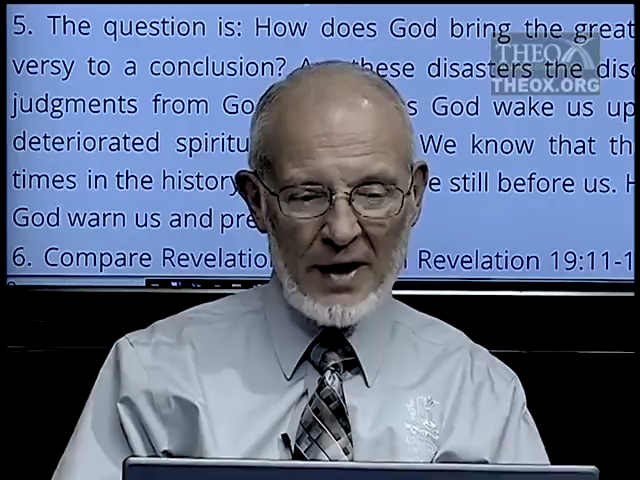 5. The question is: How does God bring the great
versy to a conclusion? these disasters the disc
judgments from Go s God wake us up
deteriorated spiritu We know that th
times in the history e still before us. H
God warn us and pre
6. Compare Revelation Revelation 19:11-1
THEO
THEOX.ORG